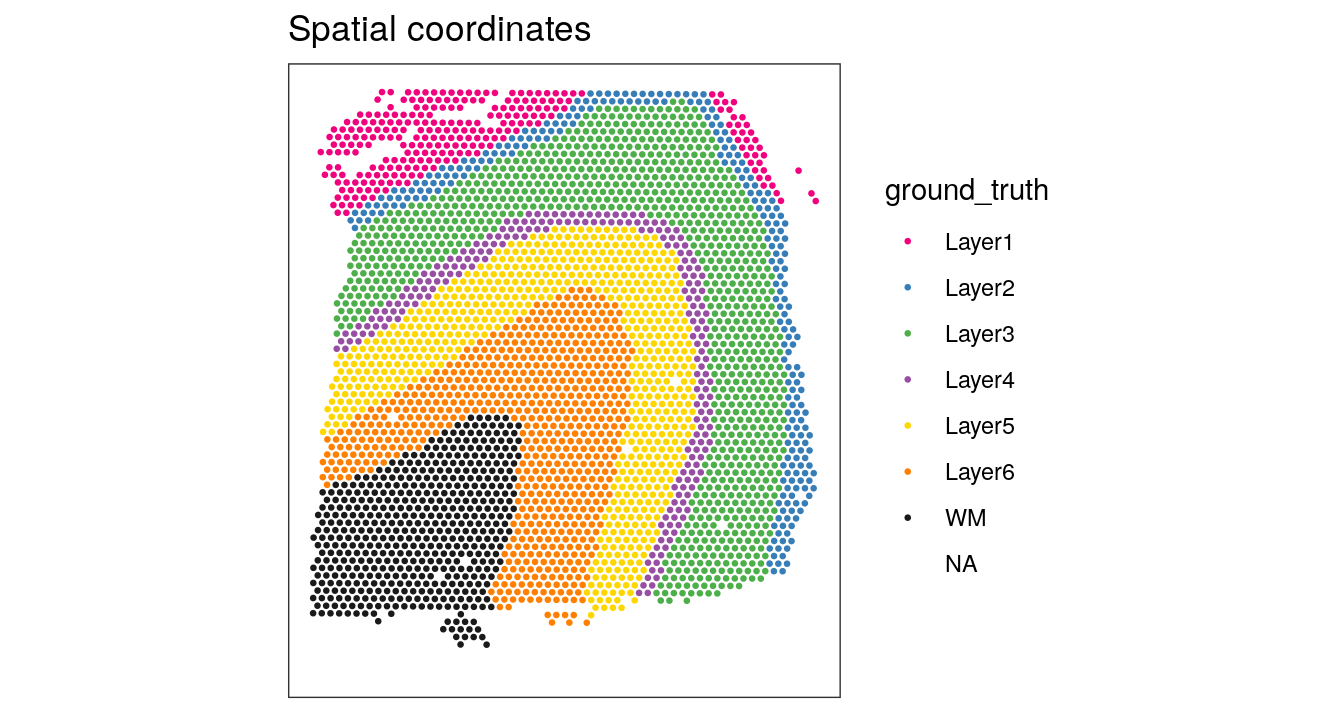 Spatial coordinates
ground_truth
Layer1
Layer2
Layer3
Layer4
Layer5
Layer6
WM
NA